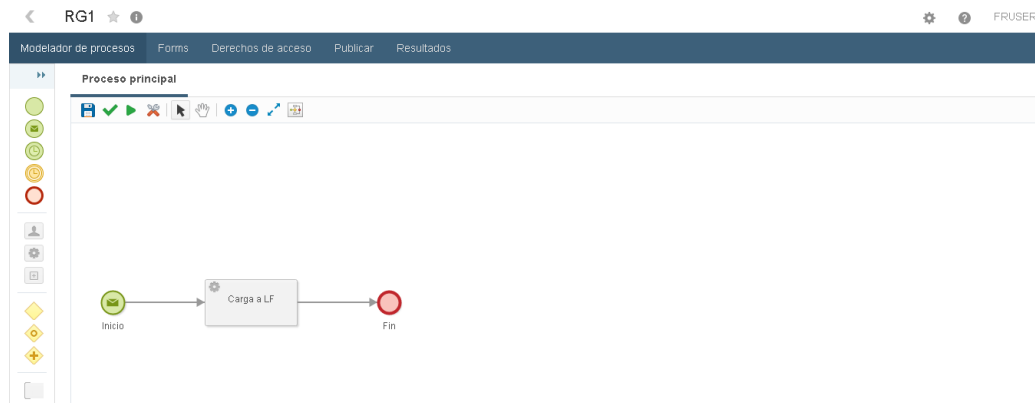 RG1
FRUSER
Modelador de procesos Forms Derechos de acceso Publicar Resultados
Proceso principal
Carga a LF
Inicio
Fin